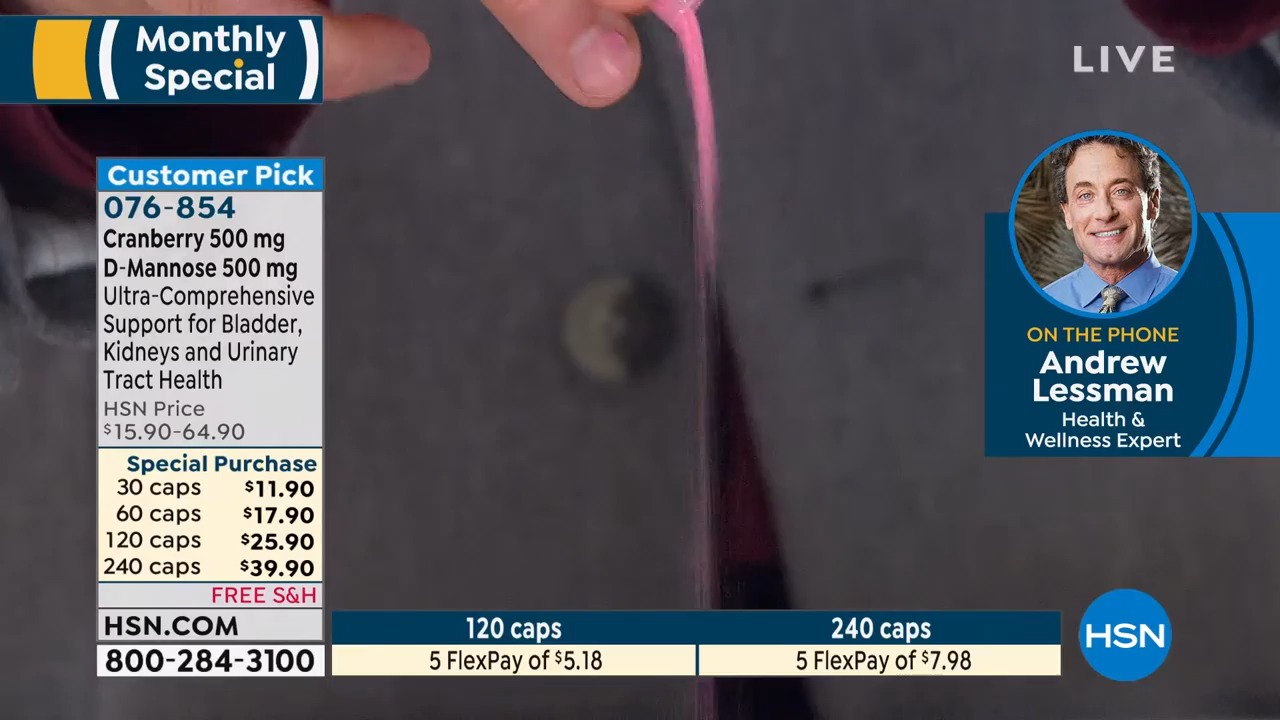 Monthly
Special
LIVE
Customer Pick
076-854
Cranberry 500 mg
D-Mannose 500 mg
Ultra-Comprehensive
Support for Bladder,
Kidneys and Urinary
Tract Health
HSN Price
$15.90-64.90
Special Purchase
30 caps $11.90
60 caps $17.90
120 caps $25.90
240 caps $39.90
FREE S&H
HSN.COM
800-284-3100
ON THE PHONE
Andrew
Lessman
Health &
Wellness Expert
120 caps 240 caps
5 FlexPay of $5.18 5 FlexPay of $7.98
HSN